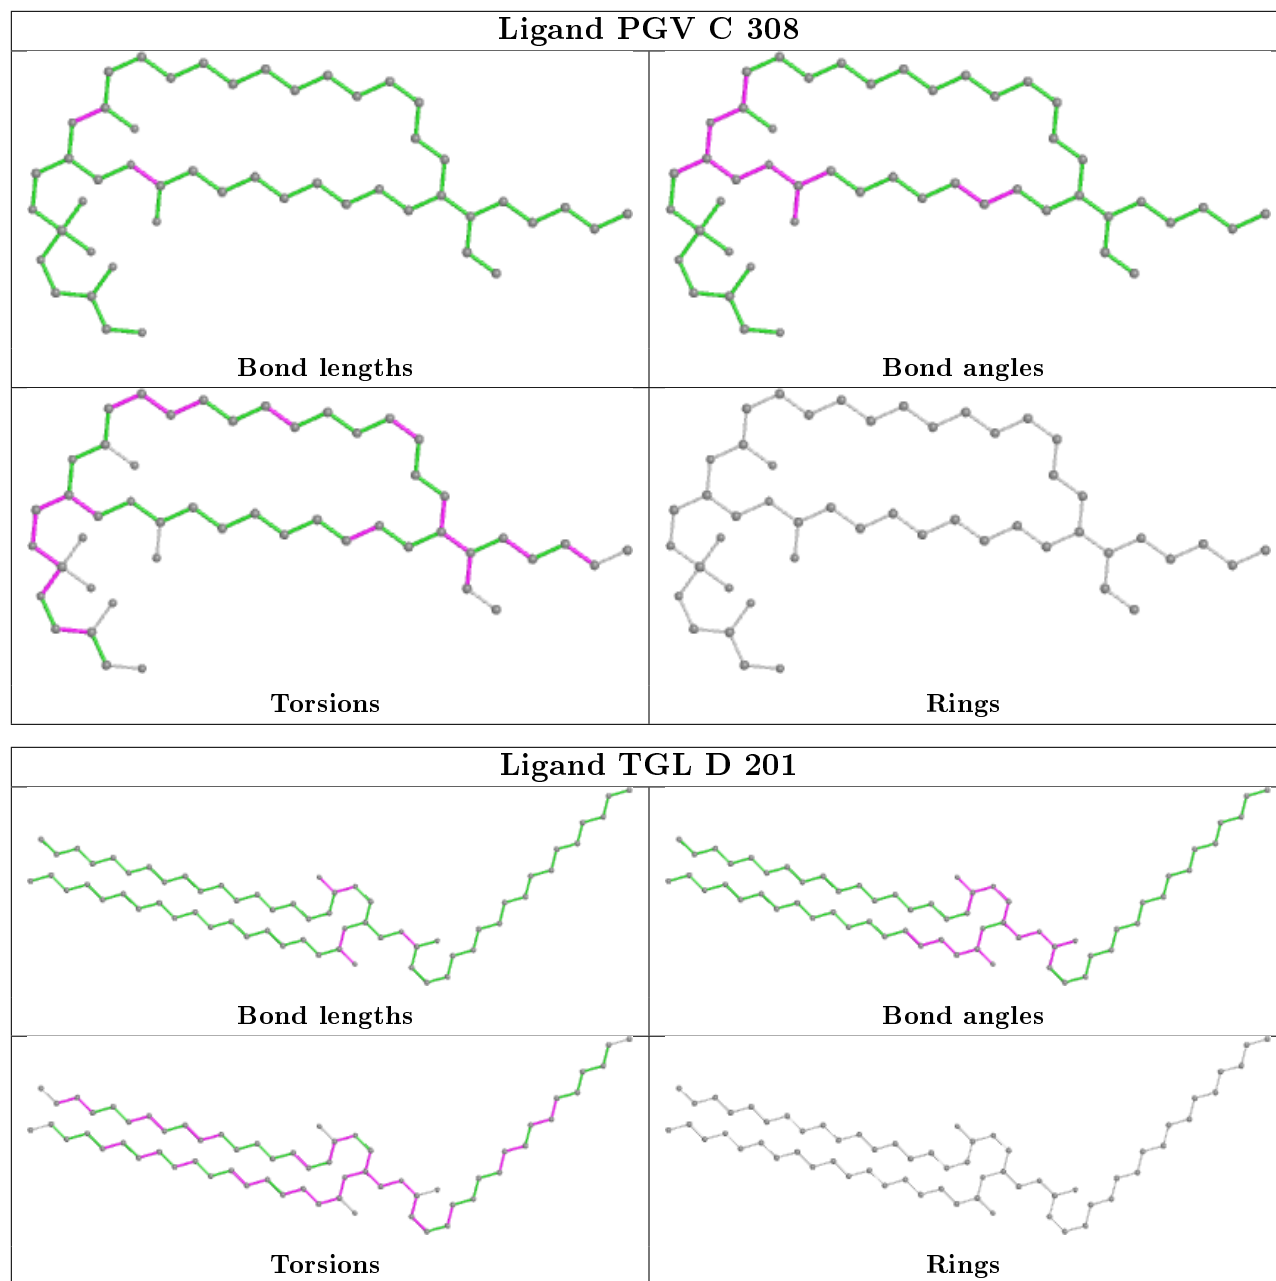 Ligand PGV C 308
Bond lengths
Bond angles
Torsions
Rings
Ligand TGL D 201
Bond lengths
Bond angles
Torsions
Rings